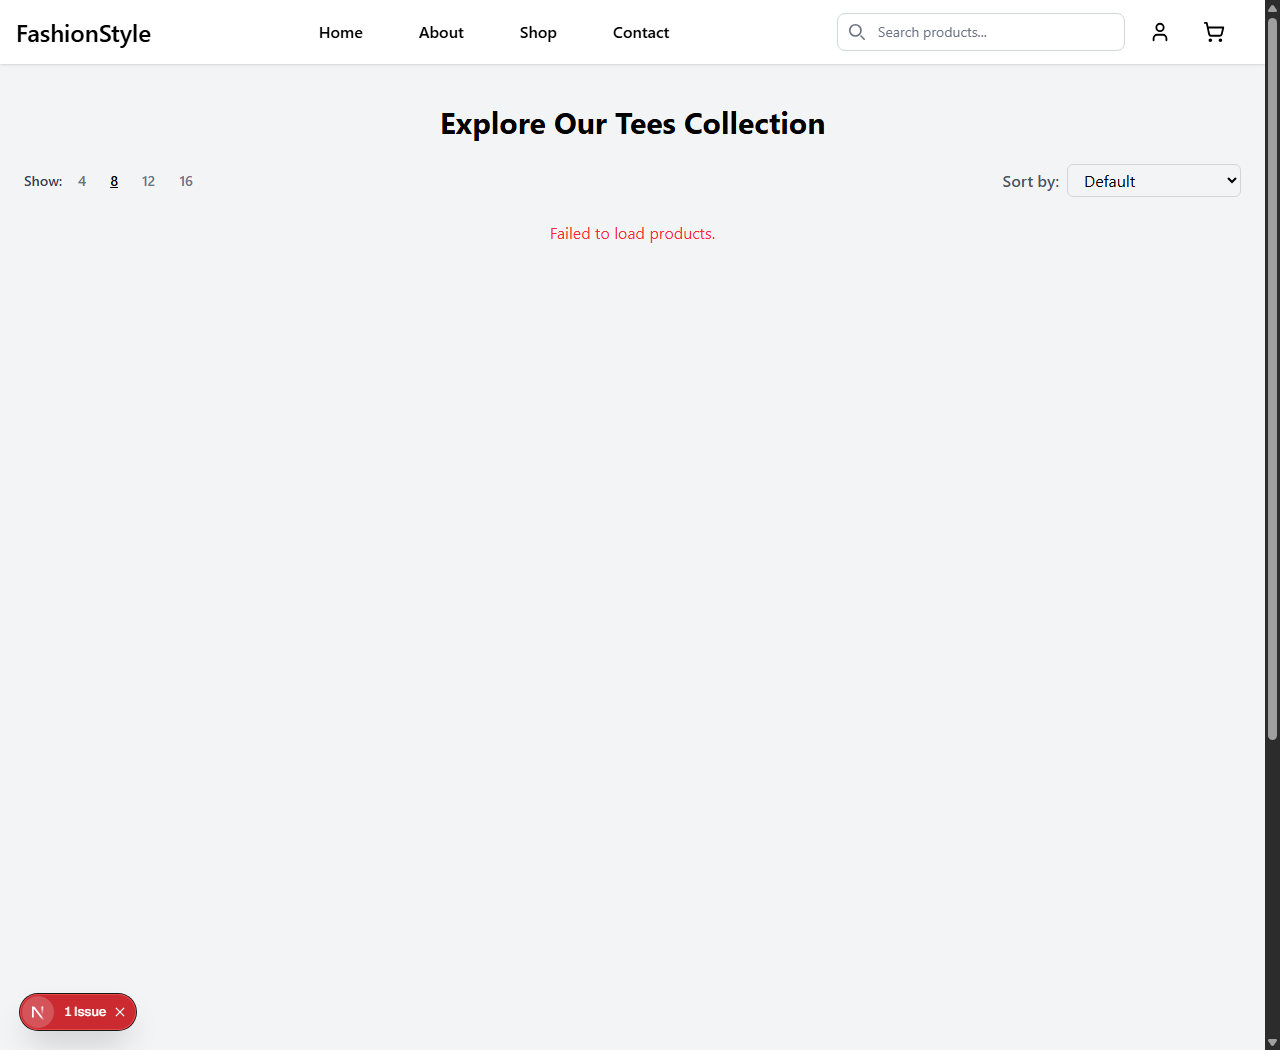 FashionStyle
Home
About
Shop
Contact
Search products...
Explore Our Tees Collection
Show: 4 8 12 16
Sort by: Default
Failed to load products.
N 1 Issue